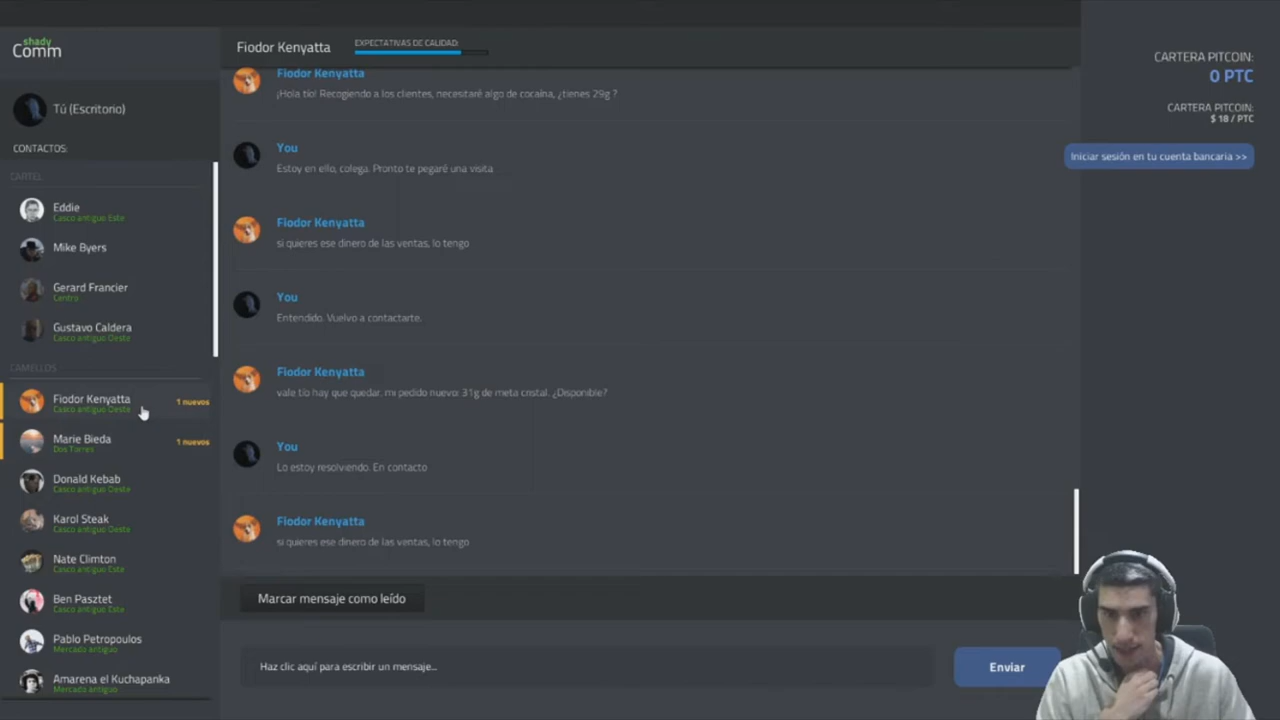 shady
Comm
Tú (Escritorio)
CONTACTOS:
CARTEL
Eddie
Casco antiguo Este
Mike Byers
Gerard Francier
Centro
Gustavo Caldera
Casco antiguo Oeste
CAMELLOS
Fiodor Kenyatta
Casco antiguo Oeste
1 nuevos
Marie Bieda
Dos Torres
1 nuevos
Donald Kebab
Casco antiguo Oeste
Karol Steak
Casco antiguo Oeste
Nate Climton
Casco antiguo Este
Ben Pasztet
Casco antiguo Este
Pablo Petropoulos
Mercado antiguo
Amarena el Kuchapanka
Mercado antiguo
Fiodor Kenyatta
EXPECTATIVAS DE CALIDAD:
Fiodor Kenyatta
¡Hola tío! Recogiendo a los clientes, necesitaré algo de cocaína, ¿tienes 29g ?
You
Estoy en ello, colega. Pronto te pegaré una visita
Fiodor Kenyatta
si quieres ese dinero de las ventas, lo tengo
You
Entendido. Vuelvo a contactarte.
Fiodor Kenyatta
vale tío hay que quedar. mi pedido nuevo: 31g de meta cristal. ¿Disponible?
You
Lo estoy resolviendo. En contacto
Fiodor Kenyatta
si quieres ese dinero de las ventas, lo tengo
Marcar mensaje como leído
Haz clic aquí para escribir un mensaje...
Enviar
CARTERA PITCOIN:
0 PTC
CARTERA PITCOIN:
$ 18 / PTC
Iniciar sesión en tu cuenta bancaria >>